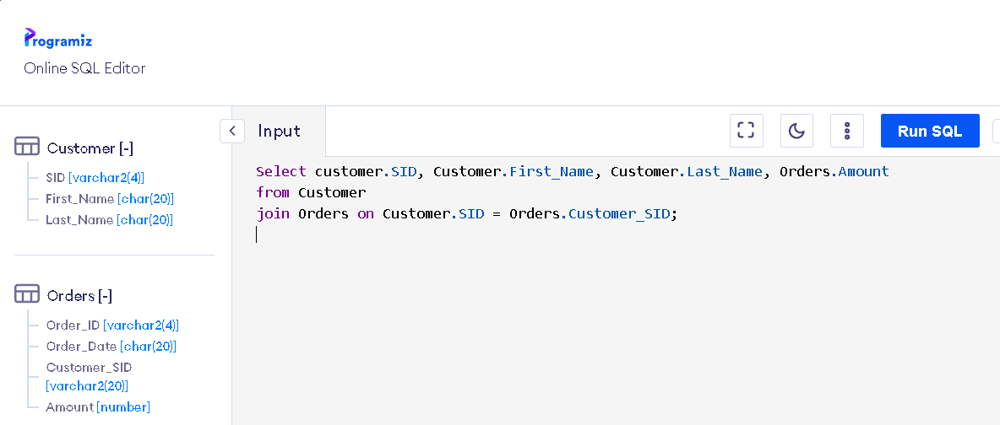 Programiz
Online SQL Editor
Customer [-]
SID [varchar2(4)]
First_Name [char(20)]
Last_Name [char(20)]
Orders [-]
Order_ID [varchar2(4)]
Order_Date [char(20)]
Customer_SID
[varchar2(20)]
Amount [number]
Input
Run SQL
Select customer.SID, Customer.First_Name, Customer.Last_Name, Orders.Amount
from Customer
join Orders on Customer.SID = Orders.Customer_SID;